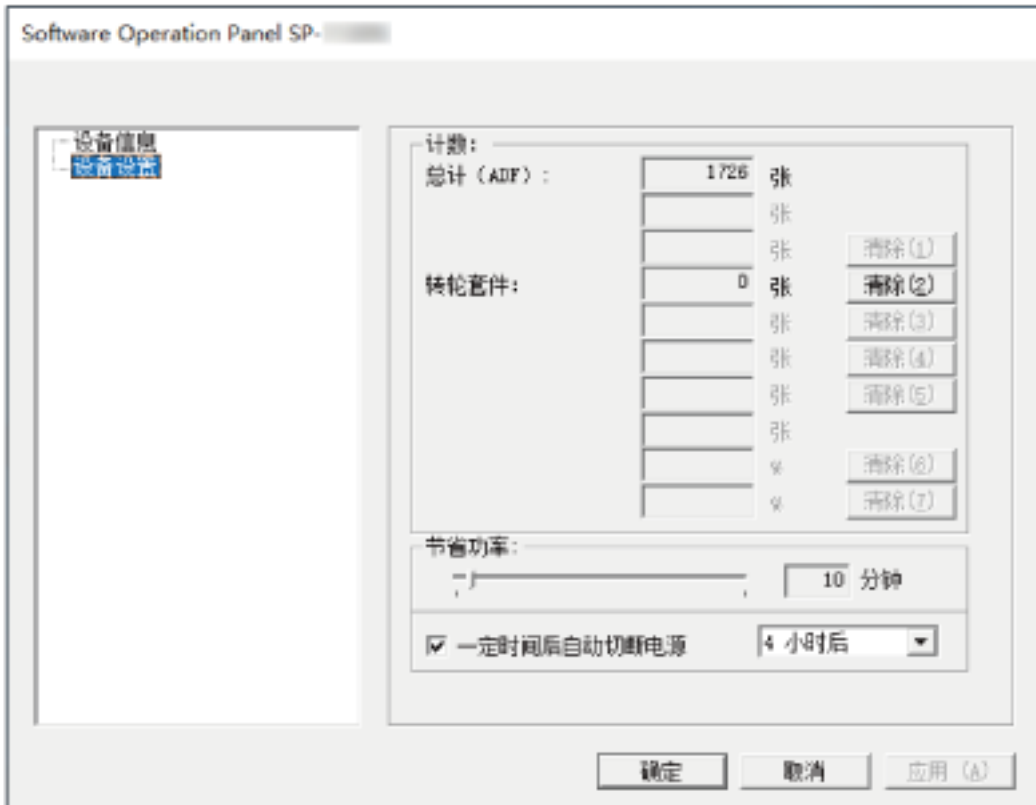 Software Operation Panel SP-
设备信息
设备设置
计数:
总计（ADF）: 1726 张
张
张 清除(1)
转轮套件: 0 张 清除(2)
张 清除(3)
张 清除(4)
张 清除(5)
张
% 清除(6)
% 清除(7)
节省功率:
10 分钟
一定时间后自动切断电源 4 小时后
确定 取消 应用 (A)